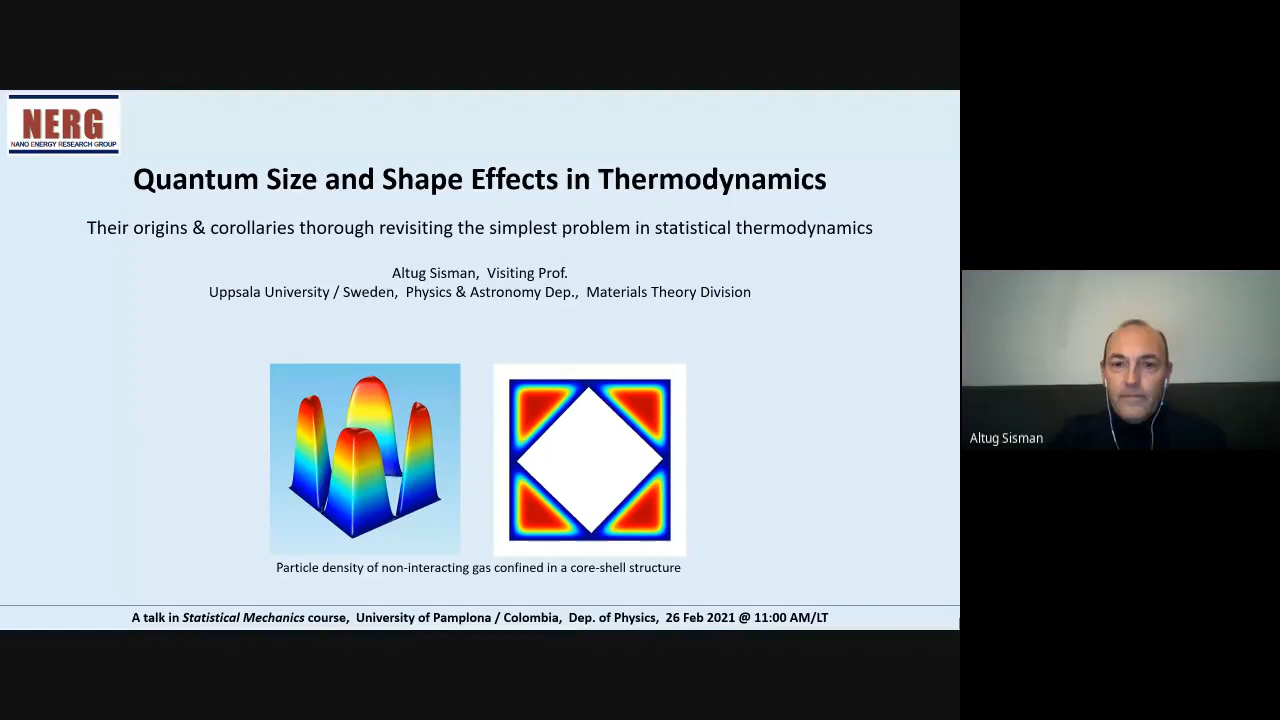 NERG
NANO ENERGY RESEARCH GROUP
Quantum Size and Shape Effects in Thermodynamics
Their origins & corollaries thorough revisiting the simplest problem in statistical thermodynamics
Altug Sisman, Visiting Prof.
Uppsala University / Sweden, Physics & Astronomy Dep., Materials Theory Division
Particle density of non-interacting gas confined in a core-shell structure
A talk in Statistical Mechanics course, University of Pamplona / Colombia, Dep. of Physics, 26 Feb 2021 @ 11:00 AM/LT
Altug Sisman